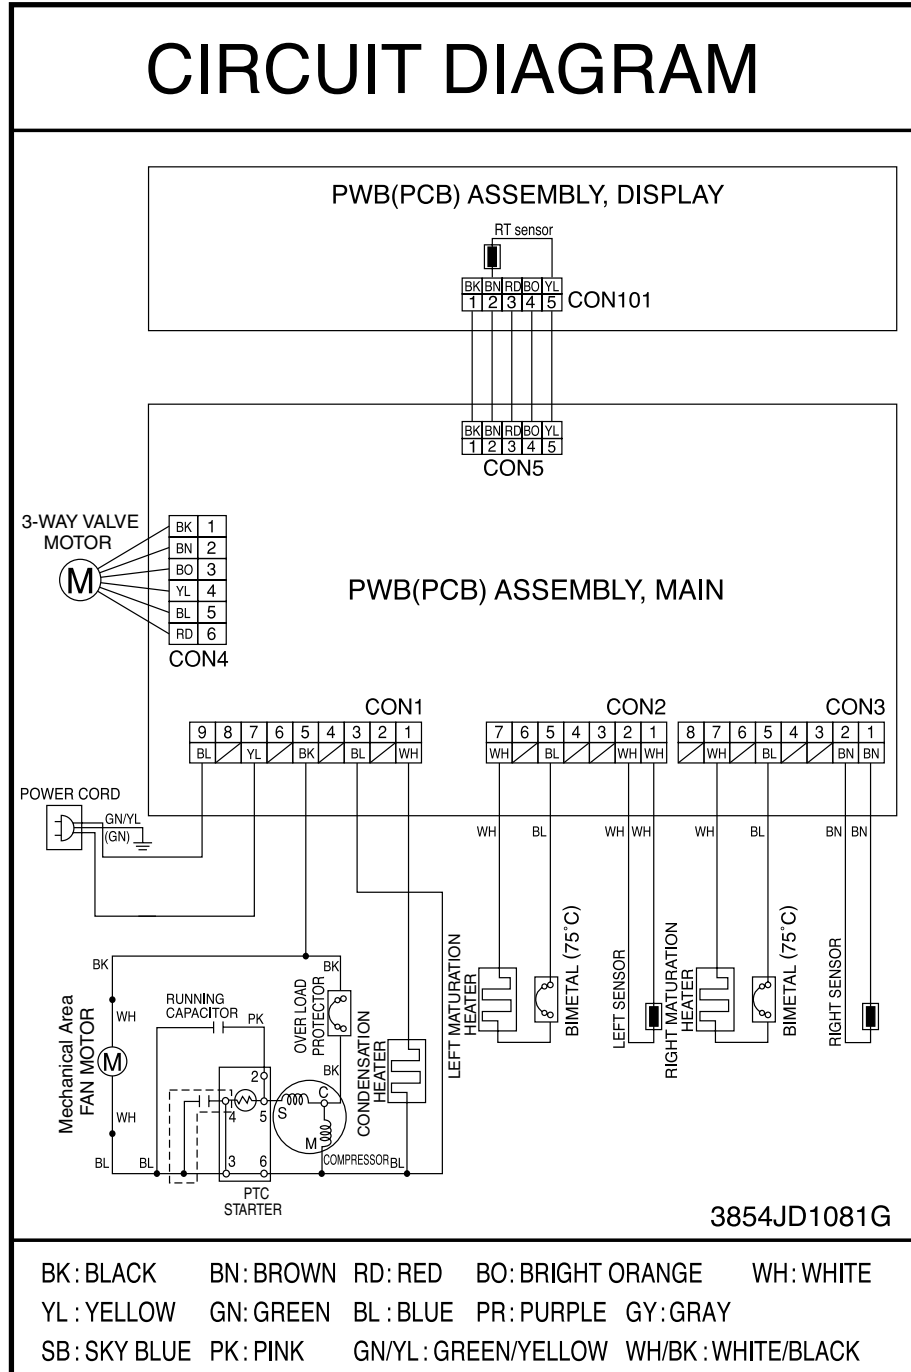 CIRCUIT DIAGRAM
PWB(PCB) ASSEMBLY, DISPLAY
RT sensor
BK BN RD BO YL
1 2 3 4 5 CON101
BK BN RD BO YL
1 2 3 4 5
CON5
3-WAY VALVE
MOTOR
M
BK 1
BN 2
BO 3
YL 4
BL 5
RD 6
CON4
PWB(PCB) ASSEMBLY, MAIN
CON1
9 8 7 6 5 4 3 2 1
BL YL BK BL WH
CON2
7 6 5 4 3 2 1
WH BL WH WH
CON3
8 7 6 5 4 3 2 1
WH BL BN BN
POWER CORD
GN/YL
(GN)
WH BL WH WH WH BL BN BN
BK
BK
WH
Mechanical Area
FAN MOTOR
M
WH
BL
BL
RUNNING
CAPACITOR
PK
OVER LOAD
PROTECTOR
BK
CONDENSATION
HEATER
2
4 5
3 6
PTC
STARTER
S
C
M
COMPRESSOR
BL
LEFT MATURATION
HEATER
BIMETAL (75˚C)
LEFT SENSOR
RIGHT MATURATION
HEATER
BIMETAL (75˚C)
RIGHT SENSOR
3854JD1081G
BK : BLACK BN : BROWN RD : RED BO : BRIGHT ORANGE WH : WHITE
YL : YELLOW GN : GREEN BL : BLUE PR : PURPLE GY : GRAY
SB : SKY BLUE PK : PINK GN/YL : GREEN/YELLOW WH/BK : WHITE/BLACK